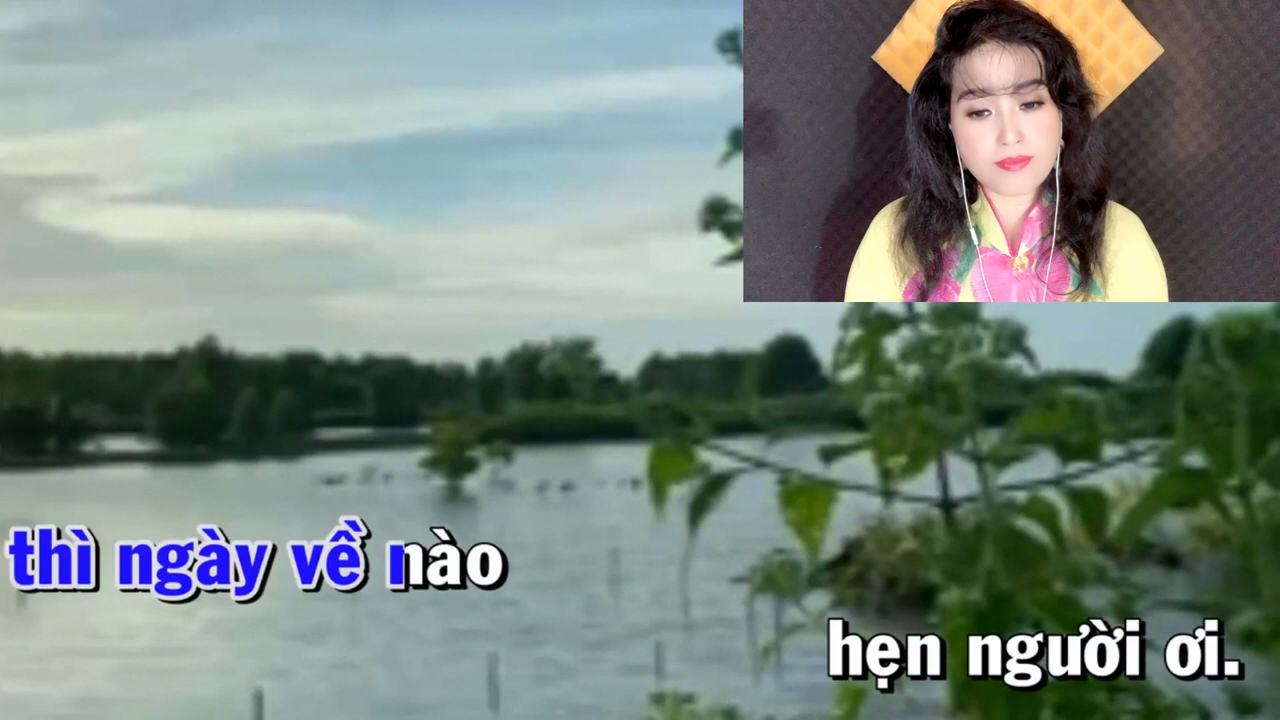 thì ngày về nào
hẹn người ơi.